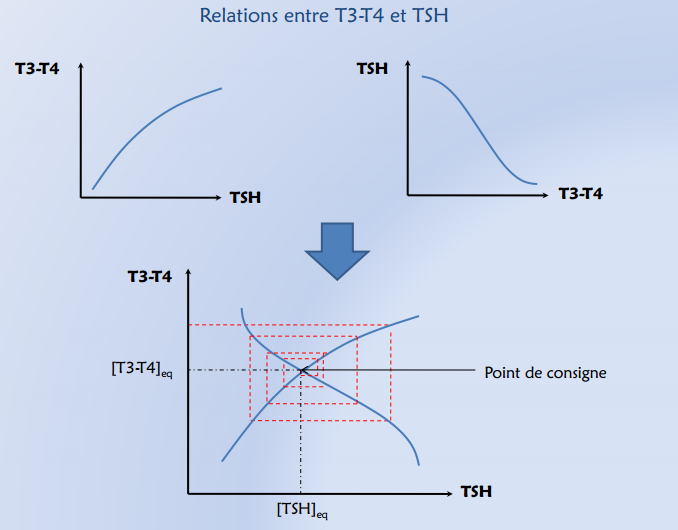 Relations entre T3-T4 et TSH
T3-T4
TSH
TSH
T3-T4
T3-T4
[T3-T4]eq
Point de consigne
TSH
[TSH]eq